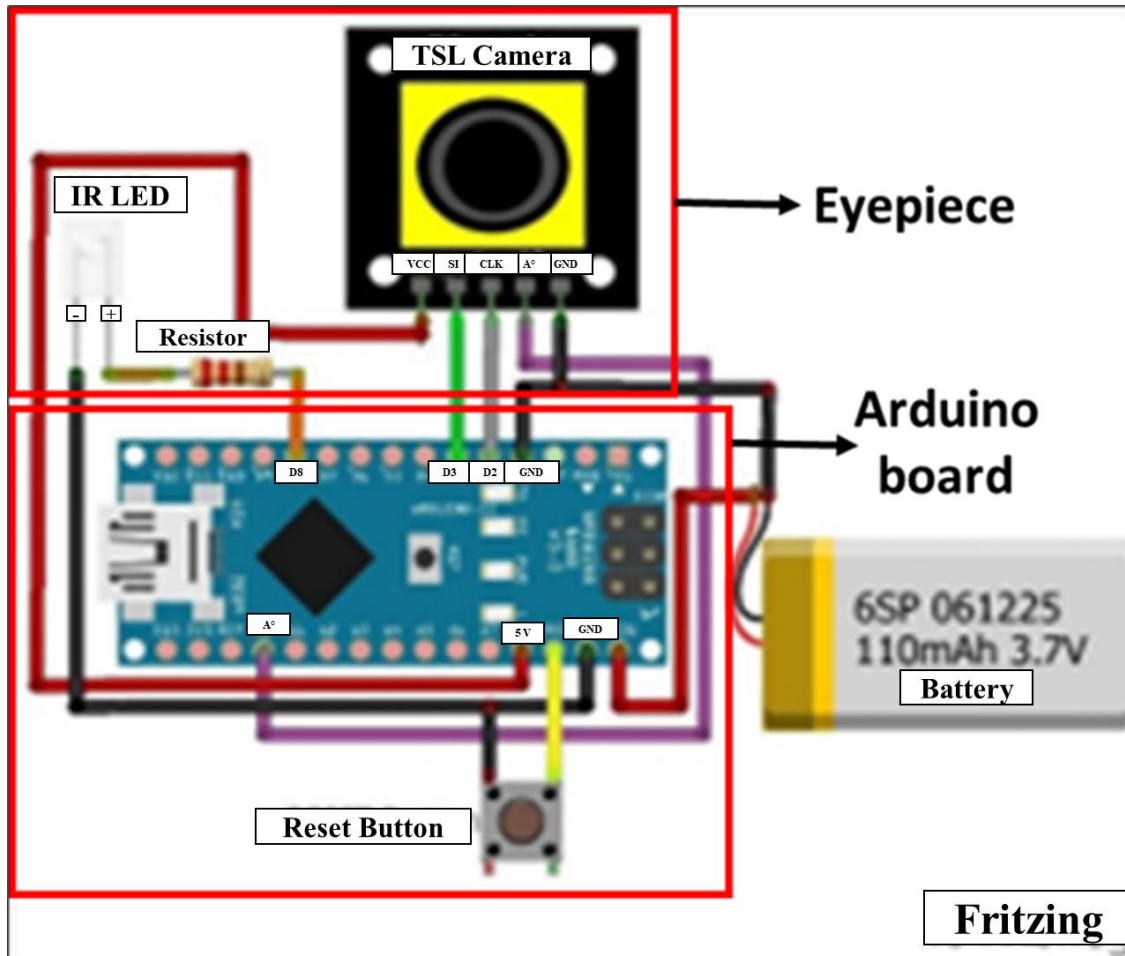 TSL Camera
IR LED
Eyepiece
VCC SI CLK A° GND
- +
Resistor
Arduino
board
D8 D3 D2 GND
6SP 061225
110mAh 3.7V
A° 5V GND
Battery
Reset Button
Fritzing